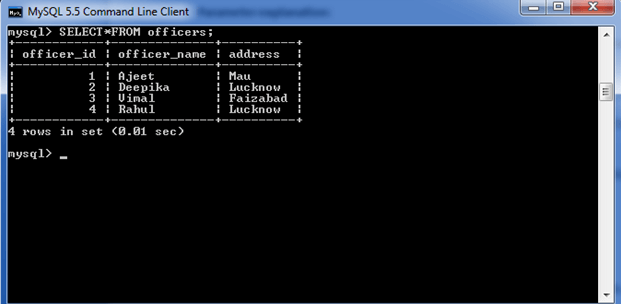 MySQL 5.5 Command Line Client
mysql> SELECT*FROM officers;
+------------+--------------+-----------+
| officer_id | officer_name | address   |
+------------+--------------+-----------+
|          1 | Ajeet        | Mau       |
|          2 | Deepika      | Lucknow   |
|          3 | Vimal        | Faizabad  |
|          4 | Rahul        | Lucknow   |
+------------+--------------+-----------+
4 rows in set (0.01 sec)
mysql> _